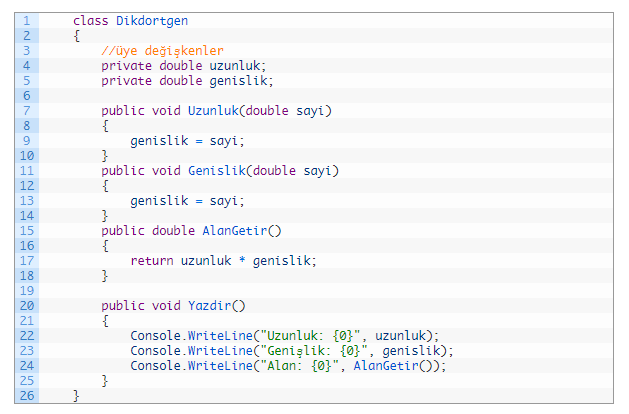 1 class Dikdortgen
2 {
3 //üye değişkenler
4 private double uzunluk;
5 private double genislik;
6
7 public void Uzunluk(double sayi)
8 {
9 genislik = sayi;
10 }
11 public void Genislik(double sayi)
12 {
13 genislik = sayi;
14 }
15 public double AlanGetir()
16 {
17 return uzunluk * genislik;
18 }
19
20 public void Yazdir()
21 {
22 Console.WriteLine("Uzunluk: {0}", uzunluk);
23 Console.WriteLine("Genişlik: {0}", genislik);
24 Console.WriteLine("Alan: {0}", AlanGetir());
25 }
26 }